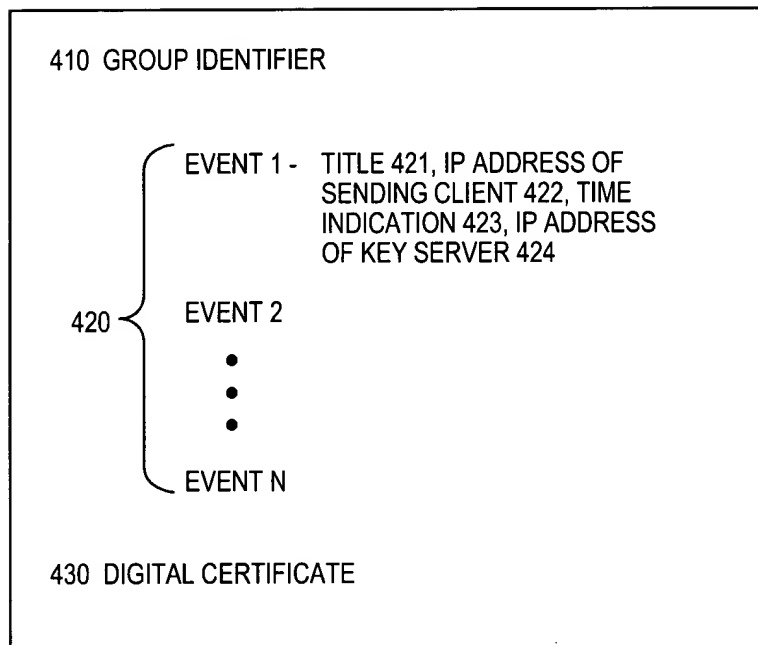 410 GROUP IDENTIFIER
EVENT 1 - TITLE 421, IP ADDRESS OF
SENDING CLIENT 422, TIME
INDICATION 423, IP ADDRESS
OF KEY SERVER 424
420
EVENT 2
EVENT N
430 DIGITAL CERTIFICATE